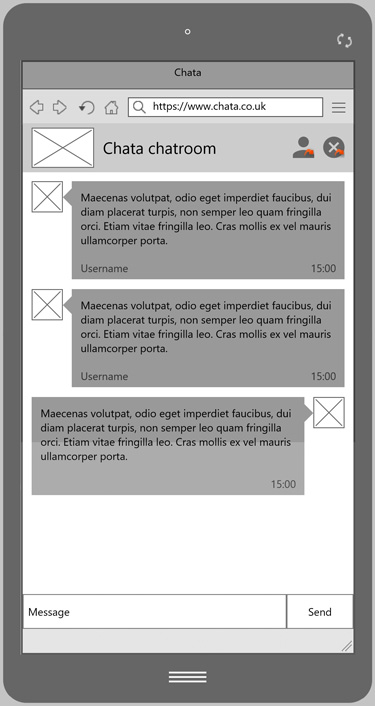 Chata
https://www.chata.co.uk
Chata chatroom
Maecenas volutpat, odio eget imperdiet faucibus, dui
diam placerat turpis, non semper leo quam fringilla
orci. Etiam vitae fringilla leo. Cras mollis ex vel mauris
ullamcorper porta.
Username 15:00
Maecenas volutpat, odio eget imperdiet faucibus, dui
diam placerat turpis, non semper leo quam fringilla
orci. Etiam vitae fringilla leo. Cras mollis ex vel mauris
ullamcorper porta.
Username 15:00
Maecenas volutpat, odio eget imperdiet faucibus, dui
diam placerat turpis, non semper leo quam fringilla
orci. Etiam vitae fringilla leo. Cras mollis ex vel mauris
ullamcorper porta.
15:00
Message Send